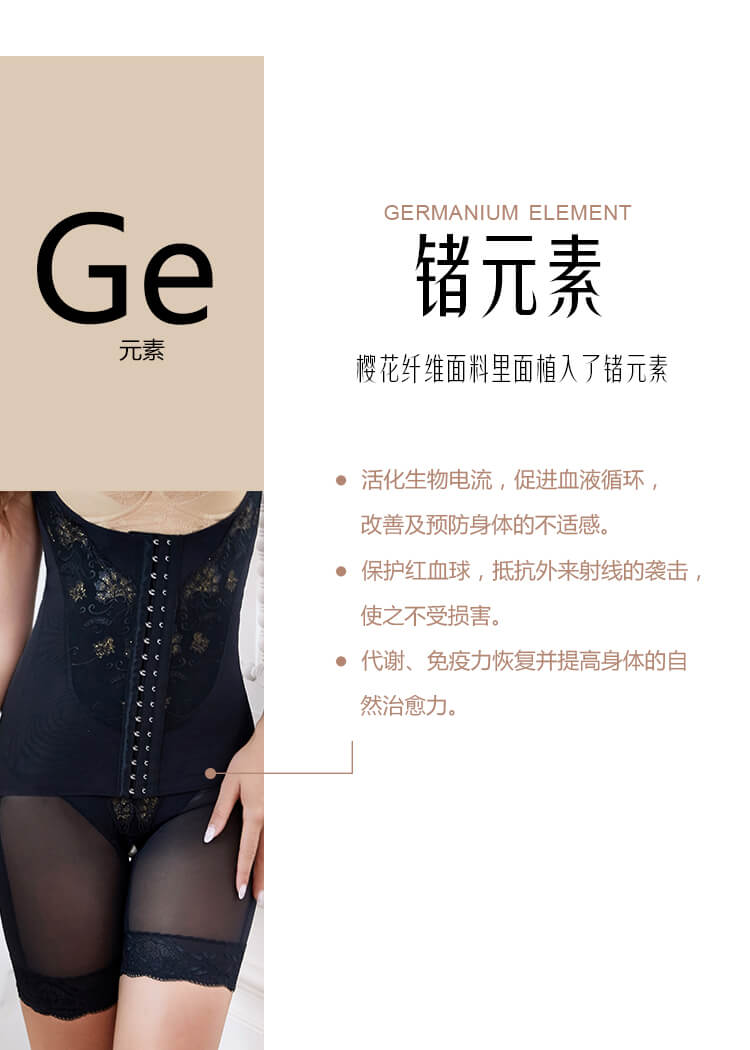 Ge
元素
GERMANIUM ELEMENT
锗元素
樱花纤维面料里面植入了锗元素
● 活化生物电流，促进血液循环，
改善及预防身体的不适感。
● 保护红血球，抵抗外来射线的袭击，
使之不受损害。
● 代谢、免疫力恢复并提高身体的自
然治愈力。